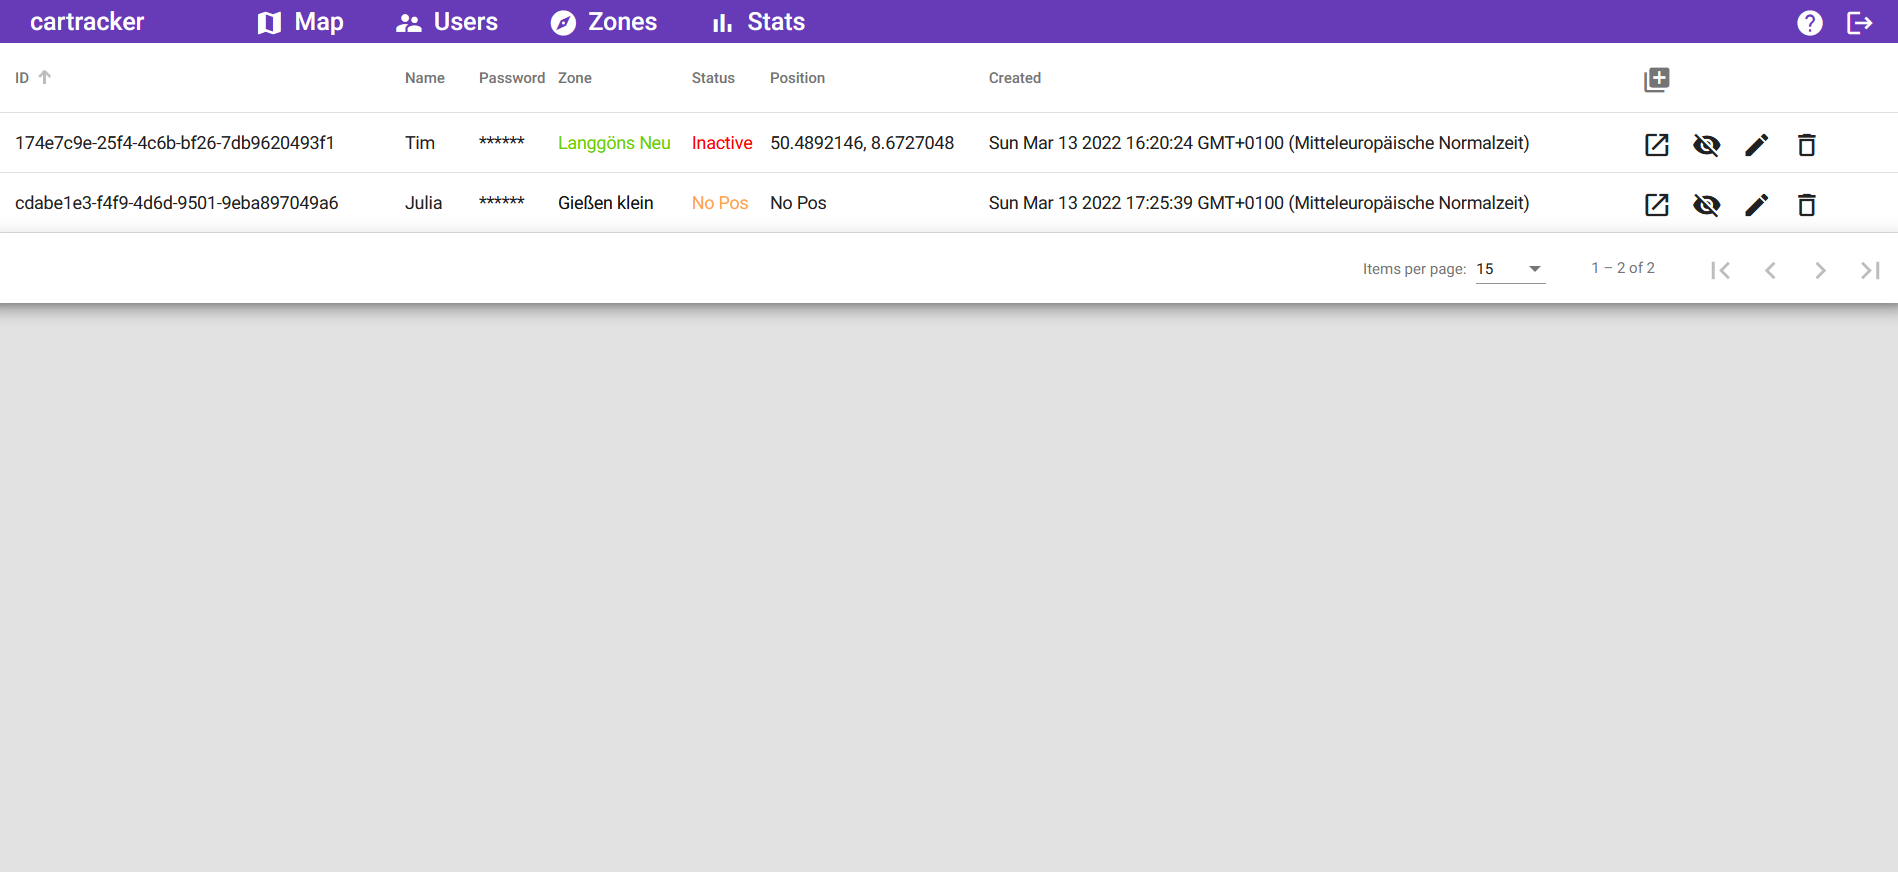 cartracker Map Users Zones Stats
ID Name Password Zone Status Position Created
174e7c9e-25f4-4c6b-bf26-7db9620493f1 Tim ****** Langgöns Neu Inactive 50.4892146, 8.6727048 Sun Mar 13 2022 16:20:24 GMT+0100 (Mitteleuropäische Normalzeit)
cdabe1e3-f4f9-4d6d-9501-9eba897049a6 Julia ****** Gießen klein No Pos No Pos Sun Mar 13 2022 17:25:39 GMT+0100 (Mitteleuropäische Normalzeit)
Items per page: 15 1 – 2 of 2